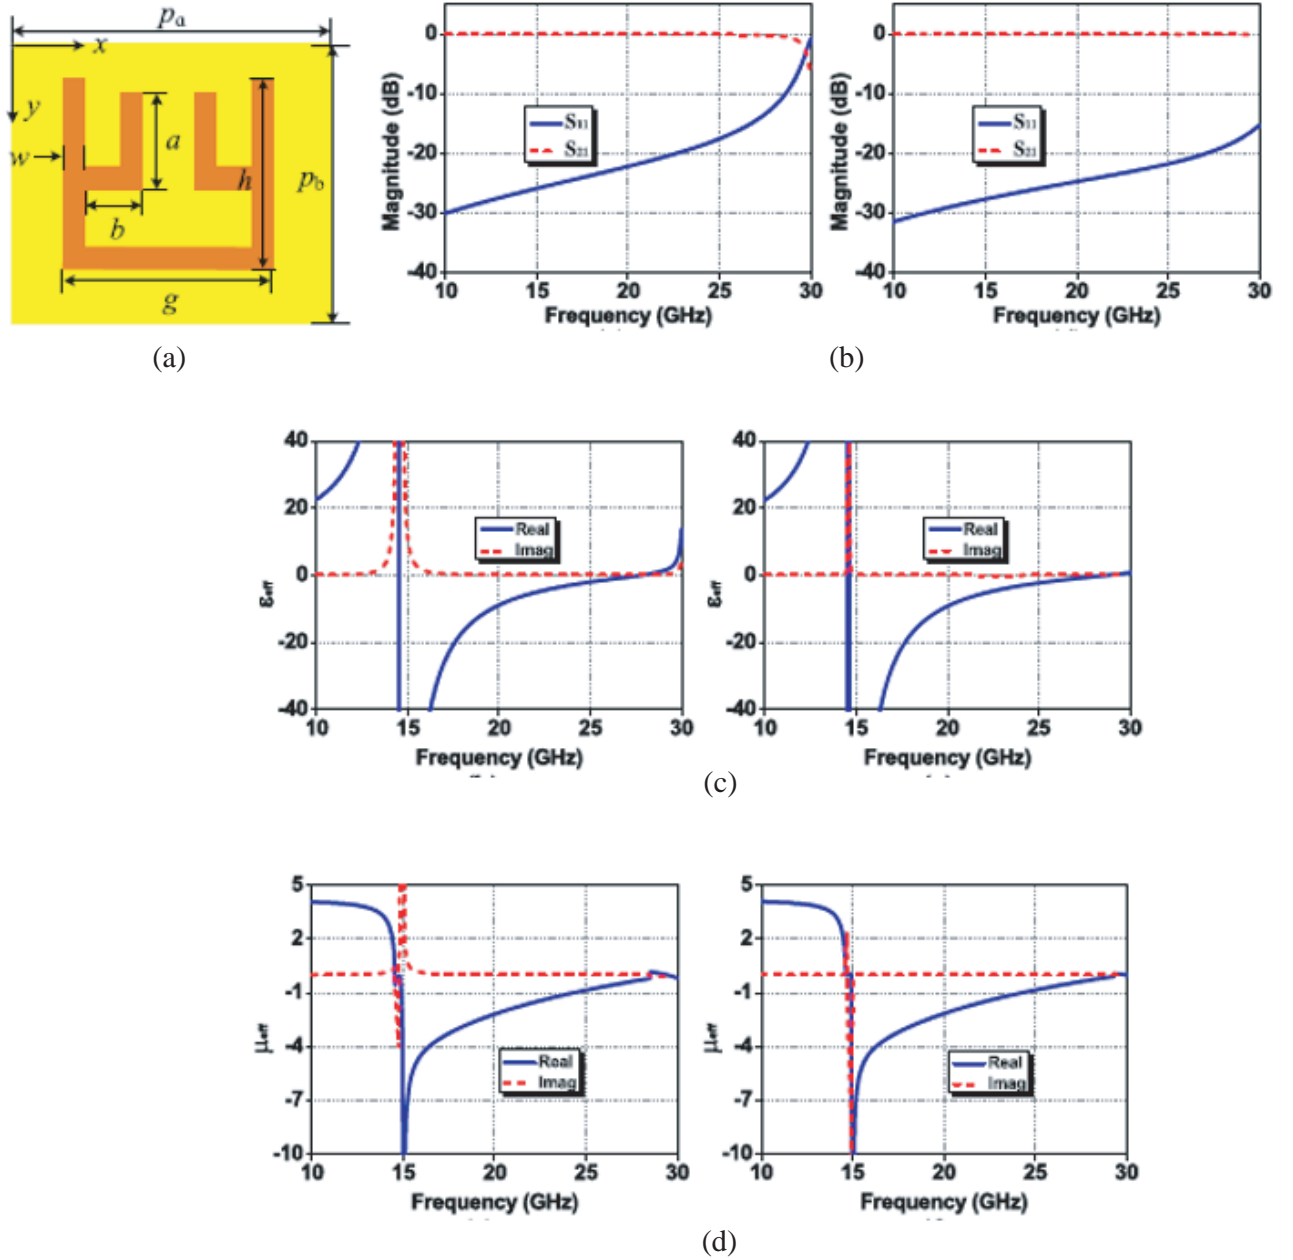 pa
x
y
w
a
h
pb
b
g
(a)
0
-10
-20
-30
-40
Magnitude (dB)
S11
S21
10 15 20 25 30
Frequency (GHz)
0
-10
-20
-30
-40
Magnitude (dB)
S11
S21
10 15 20 25 30
Frequency (GHz)
(b)
40
20
0
-20
-40
εeff
Real
Imag
10 15 20 25 30
Frequency (GHz)
40
20
0
-20
-40
εeff
Real
Imag
10 15 20 25 30
Frequency (GHz)
(c)
5
2
-1
-4
-7
-10
μeff
Real
Imag
10 15 20 25 30
Frequency (GHz)
5
2
-1
-4
-7
-10
μeff
Real
Imag
10 15 20 25 30
Frequency (GHz)
(d)